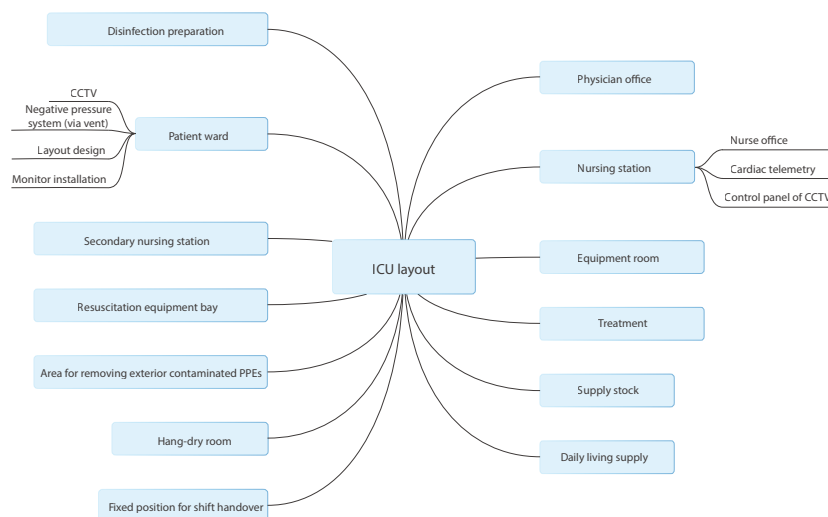 Disinfection preparation
CCTV
Negative pressure
system (via vent)
Layout design
Monitor installation
Patient ward
Secondary nursing station
Resuscitation equipment bay
Area for removing exterior contaminated PPEs
Hang-dry room
Fixed position for shift handover
ICU layout
Physician office
Nursing station
Nurse office
Cardiac telemetry
Control panel of CCTV
Equipment room
Treatment
Supply stock
Daily living supply